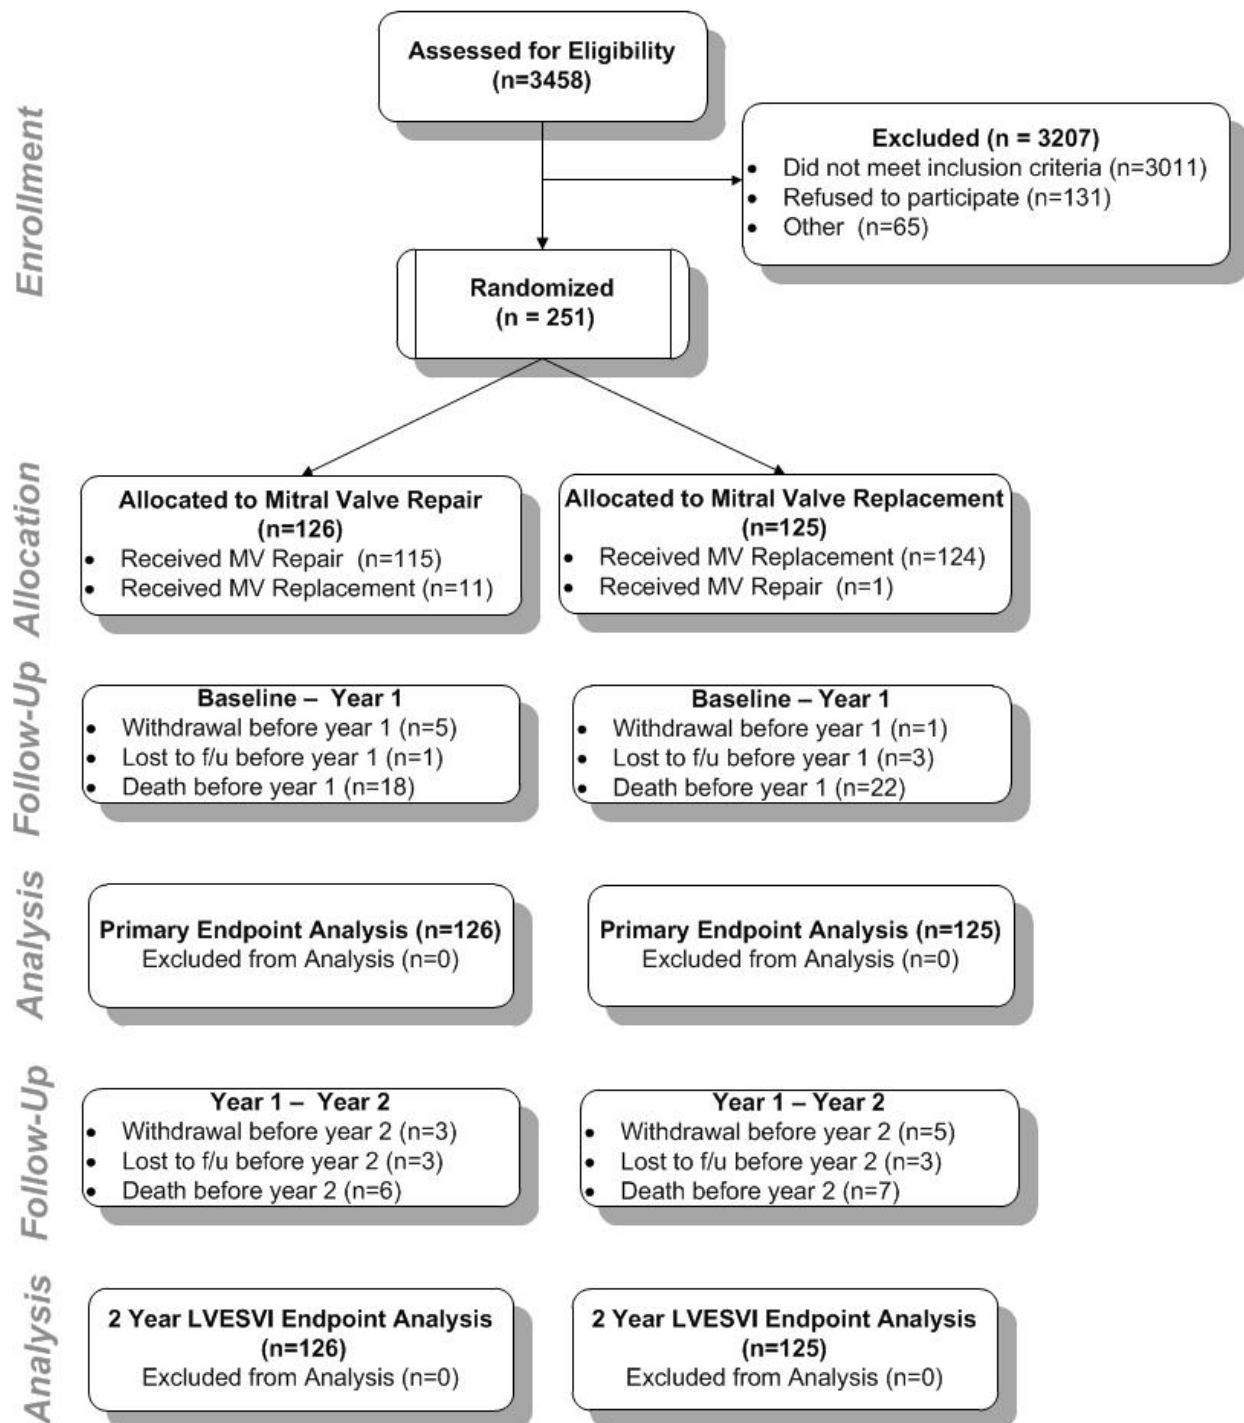 Enrollment
Assessed for Eligibility
(n=3458)
Excluded (n = 3207)
• Did not meet inclusion criteria (n=3011)
• Refused to participate (n=131)
• Other (n=65)
Randomized
(n = 251)
Allocation
Allocated to Mitral Valve Repair
(n=126)
• Received MV Repair (n=115)
• Received MV Replacement (n=11)
Allocated to Mitral Valve Replacement
(n=125)
• Received MV Replacement (n=124)
• Received MV Repair (n=1)
Follow-Up
Baseline – Year 1
• Withdrawal before year 1 (n=5)
• Lost to f/u before year 1 (n=1)
• Death before year 1 (n=18)
Baseline – Year 1
• Withdrawal before year 1 (n=1)
• Lost to f/u before year 1 (n=3)
• Death before year 1 (n=22)
Analysis
Primary Endpoint Analysis (n=126)
Excluded from Analysis (n=0)
Primary Endpoint Analysis (n=125)
Excluded from Analysis (n=0)
Follow-Up
Year 1 – Year 2
• Withdrawal before year 2 (n=3)
• Lost to f/u before year 2 (n=3)
• Death before year 2 (n=6)
Year 1 – Year 2
• Withdrawal before year 2 (n=5)
• Lost to f/u before year 2 (n=3)
• Death before year 2 (n=7)
Analysis
2 Year LVESVI Endpoint Analysis
(n=126)
Excluded from Analysis (n=0)
2 Year LVESVI Endpoint Analysis
(n=125)
Excluded from Analysis (n=0)